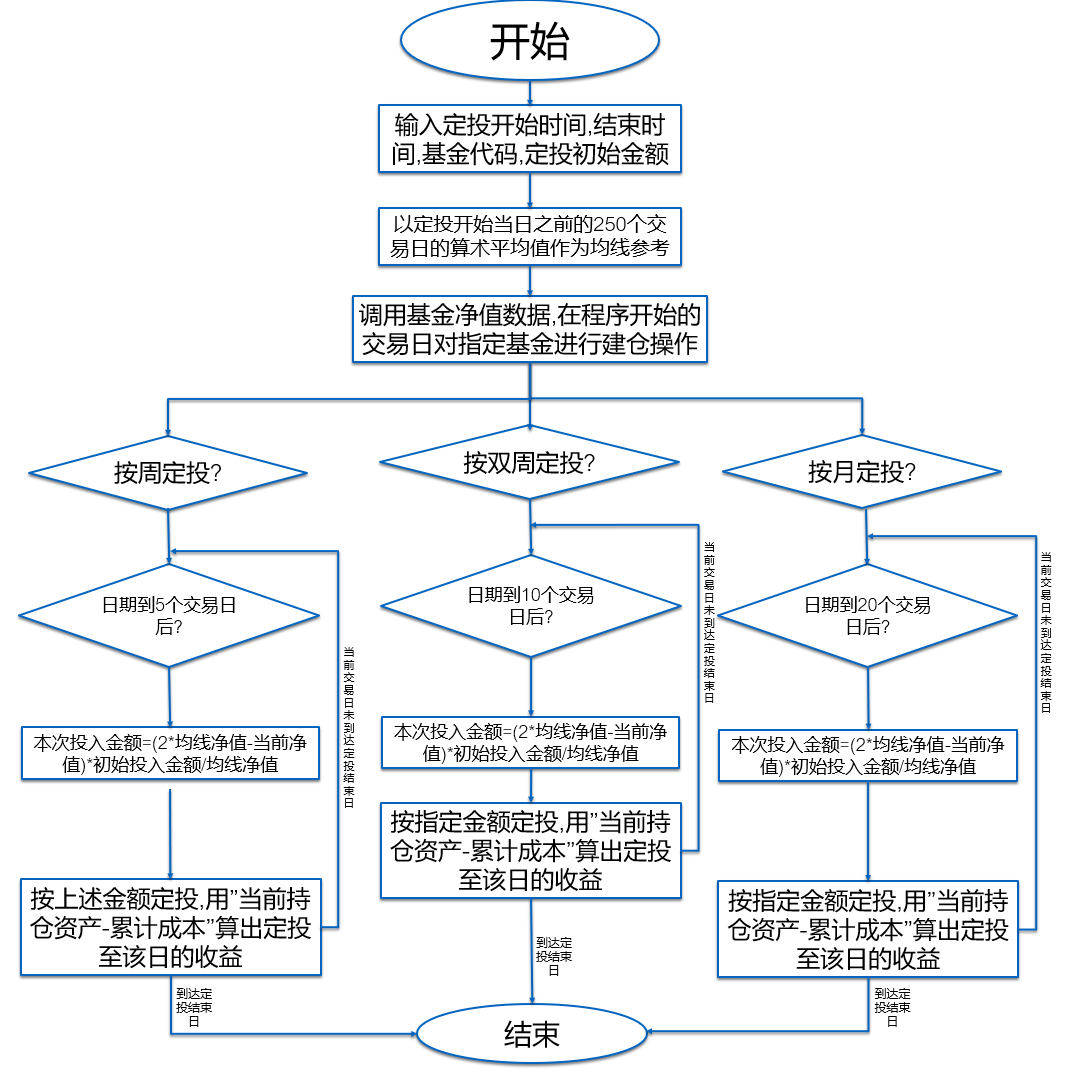 开始
输入定投开始时间,结束时
间,基金代码,定投初始金额
以定投开始当日之前的250个交
易日的算术平均值作为均线参考
调用基金净值数据,在程序开始的
交易日对指定基金进行建仓操作
按周定投?
按双周定投?
按月定投?
日期到5个交易日
后?
日期到10个交易
日后?
日期到20个交易
日后?
当前交易日未到达定投结束日
当前交易日未到达定投结束日
当前交易日未到达定投结束日
本次投入金额=(2*均线净值-当前净
值)*初始投入金额/均线净值
本次投入金额=(2*均线净值-当前净
值)*初始投入金额/均线净值
本次投入金额=(2*均线净值-当前净
值)*初始投入金额/均线净值
按上述金额定投,用”当前持
仓资产-累计成本”算出定投
至该日的收益
按指定金额定投,用”当前持
仓资产-累计成本”算出定投
至该日的收益
按指定金额定投,用”当前持
仓资产-累计成本”算出定投
至该日的收益
到达定
投结束
日
到达定
投结束
日
到达定
投结束
日
结束